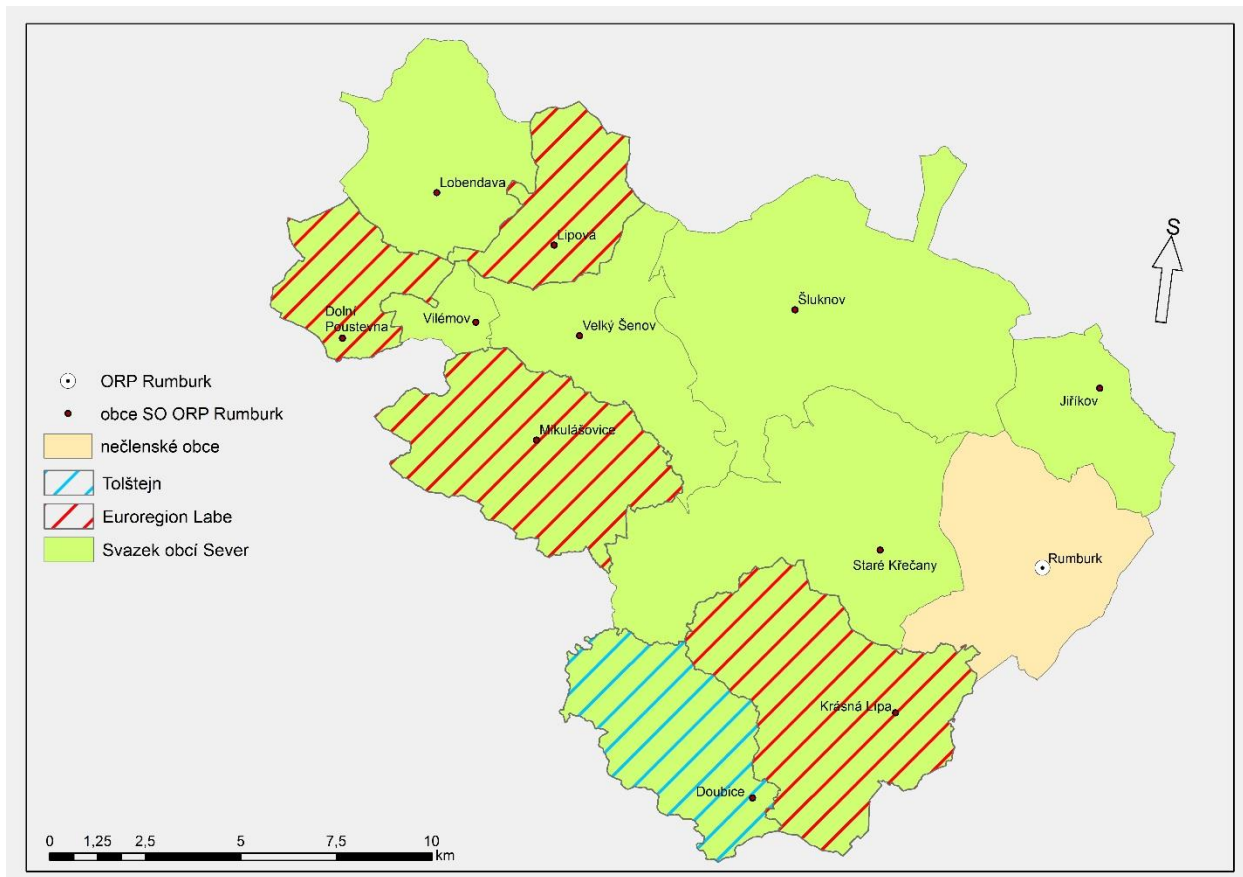 Lobendava
Lipová
Dolní
Poustevna
Vilémov
Velký Šenov
Šluknov
S
Jiříkov
Mikulášovice
Staré Křečany
Rumburk
Krásná Lípa
Doubice
ORP Rumburk
obce SO ORP Rumburk
nečlenské obce
Tolštejn
Euroregion Labe
Svazek obcí Sever
0 1,25 2,5 5 7,5 10
km